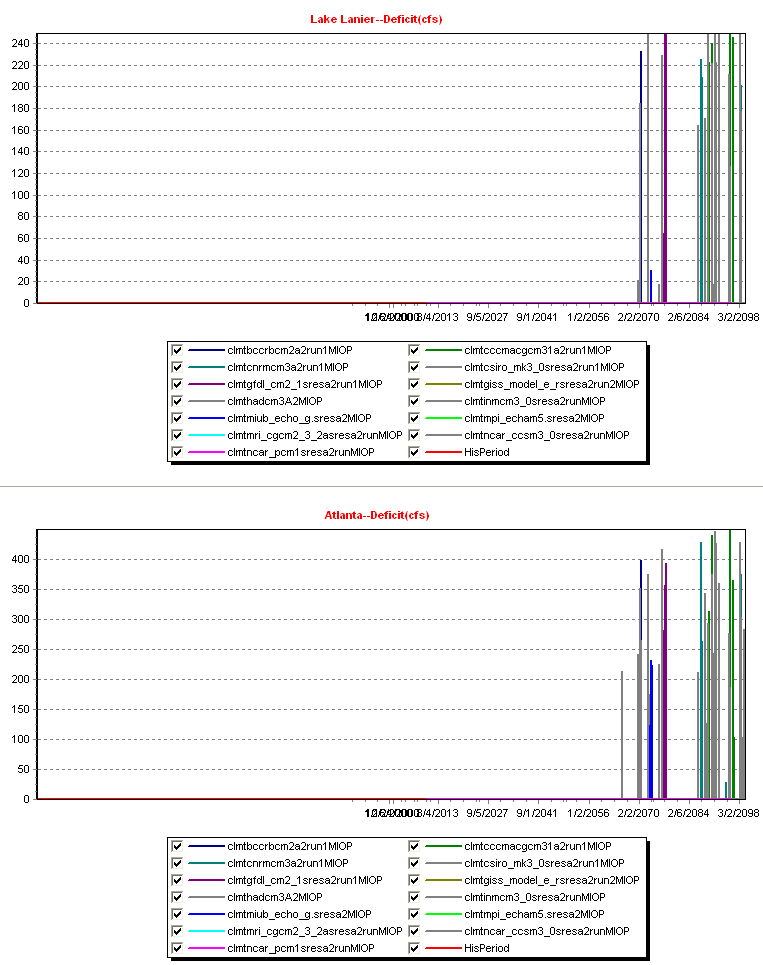 Lake Lanier--Deficit(cfs)
240
220
200
180
160
140
120
100
80
60
40
20
0
8/4/2013 9/5/2027 9/1/2041 1/2/2056 2/2/2070 2/6/2084 3/2/2098
clmtbccrbcm2a2run1MIOP clmtcccmacgcm31a2run1MIOP
clmtcnrmcm3a2run1MIOP clmtcsiro_mk3_0sresa2run1MIOP
clmtgfdl_cm2_1sresa2run1MIOP clmtgiss_model_e_rsresa2run2MIOP
clmthadcm3A2MIOP clmtinmcm3_0sresa2runMIOP
clmtmiub_echo_g.sresa2MIOP clmtmpi_echam5.sresa2MIOP
clmtmri_cgcm2_3_2asresa2runMIOP clmtncar_ccsm3_0sresa2runMIOP
clmtncar_pcm1sresa2runMIOP HisPeriod
Atlanta--Deficit(cfs)
400
350
300
250
200
150
100
50
0
8/4/2013 9/5/2027 9/1/2041 1/2/2056 2/2/2070 2/6/2084 3/2/2098
clmtbccrbcm2a2run1MIOP clmtcccmacgcm31a2run1MIOP
clmtcnrmcm3a2run1MIOP clmtcsiro_mk3_0sresa2run1MIOP
clmtgfdl_cm2_1sresa2run1MIOP clmtgiss_model_e_rsresa2run2MIOP
clmthadcm3A2MIOP clmtinmcm3_0sresa2runMIOP
clmtmiub_echo_g.sresa2MIOP clmtmpi_echam5.sresa2MIOP
clmtmri_cgcm2_3_2asresa2runMIOP clmtncar_ccsm3_0sresa2runMIOP
clmtncar_pcm1sresa2runMIOP HisPeriod